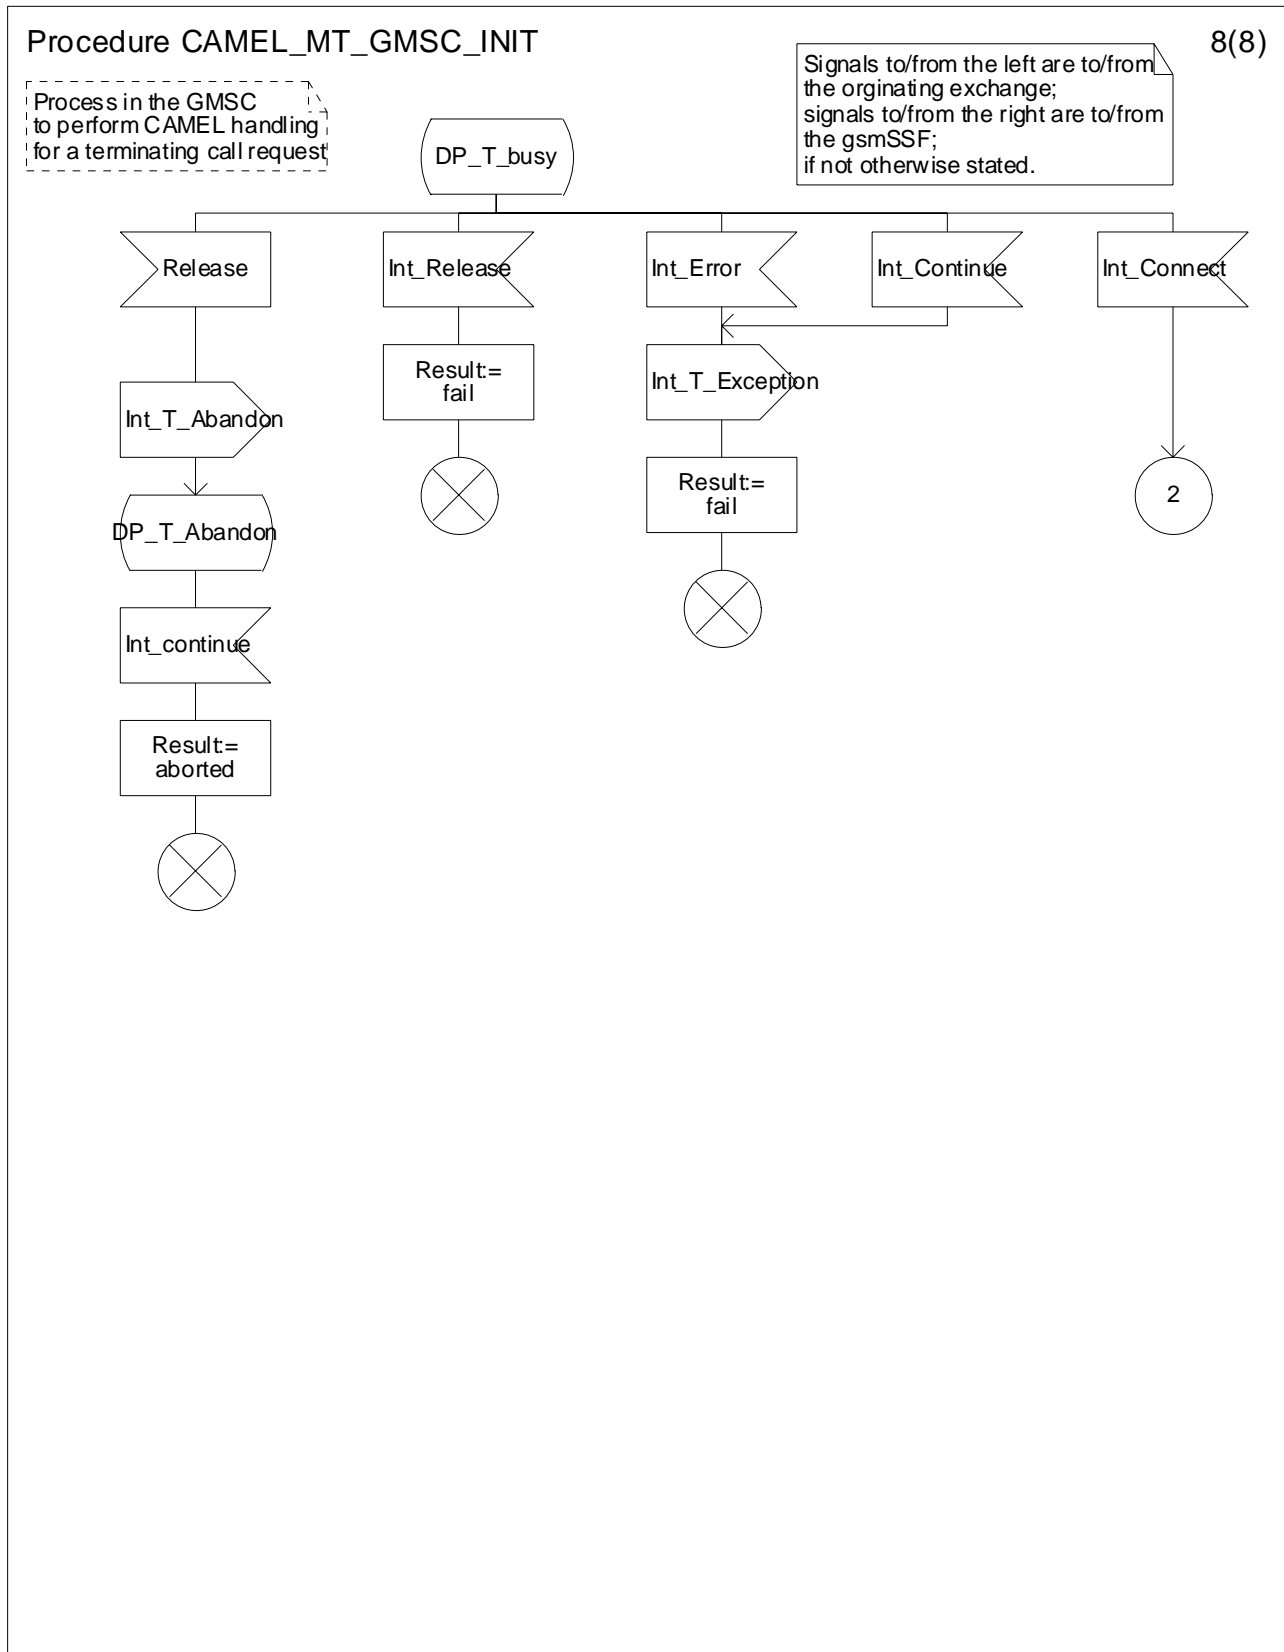 Procedure CAMEL_MT_GMSC_INIT
8(8)
Process in the GMSC
to perform CAMEL handling
for a terminating call request
Signals to/from the left are to/from
the orginating exchange;
signals to/from the right are to/from
the gsmSSF;
if not otherwise stated.
DP_T_busy
Release
Int_Release
Int_Error
Int_Continue
Int_Connect
Int_T_Abandon
Result:=
fail
Int_T_Exception
DP_T_Abandon
Result:=
fail
2
Int_continue
Result:=
aborted